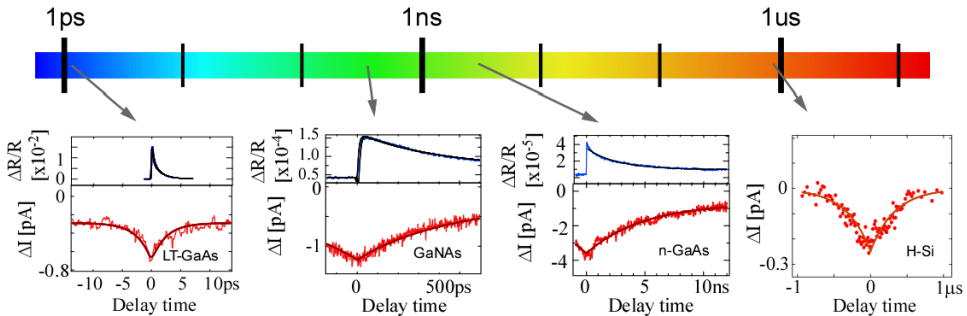 1ps 1ns 1us
ΔR/R [x10-2]
1
0
ΔI [pA]
0
-0.8
LT-GaAs
-10 0 10ps
Delay time
ΔR/R [x10-4]
1.5
1.0
0.5
ΔI [pA]
0
-1
GaNAs
0 500ps
Delay time
ΔR/R [x10-5]
4
2
0
ΔI [pA]
0
-2
-4
n-GaAs
0 5 10ns
Delay time
ΔI [pA]
0
-0.3
H-Si
-1 0 1μs
Delay time